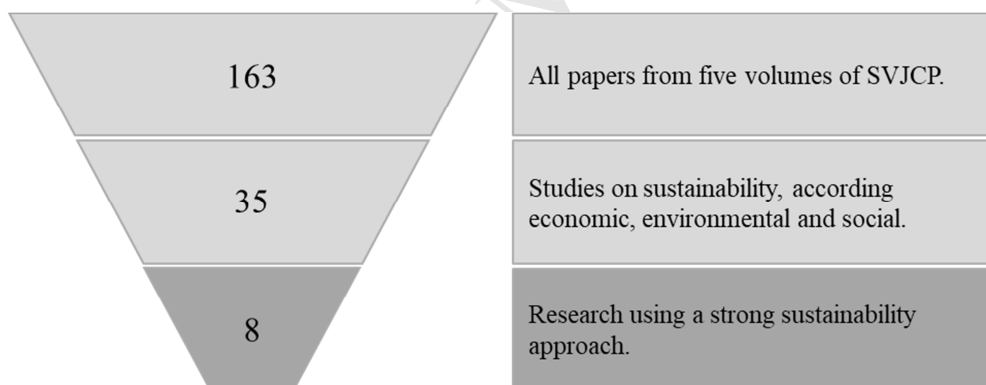 163
All papers from five volumes of SVJCP.
35
Studies on sustainability, according
economic, environmental and social.
8
Research using a strong sustainability
approach.